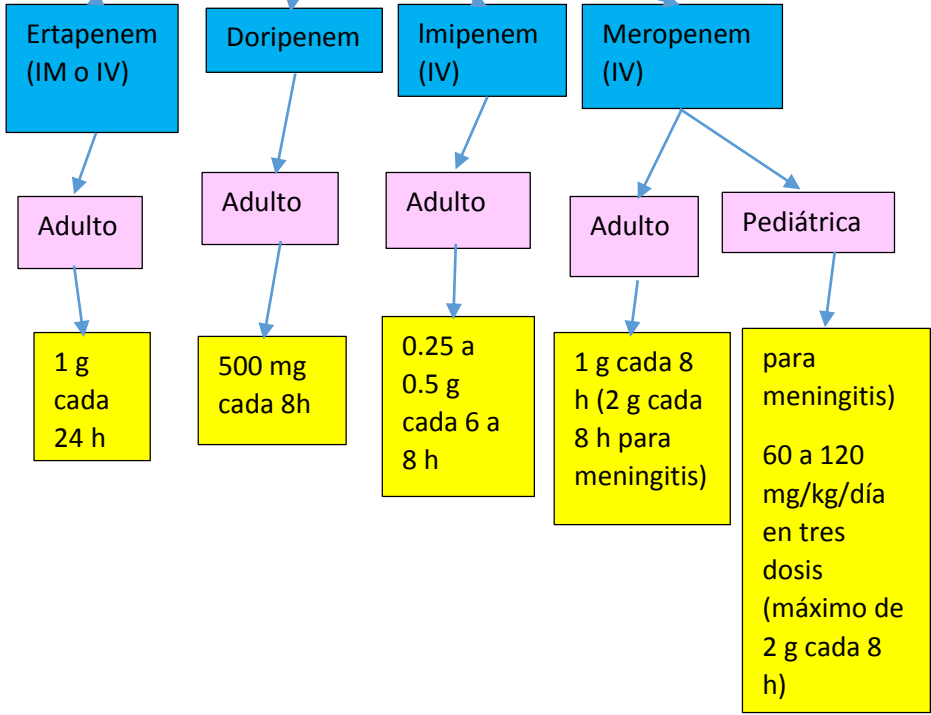 Ertapenem
(IM o IV)
Doripenem
Imipenem
(IV)
Meropenem
(IV)
Adulto
Adulto
Adulto
Adulto
Pediátrica
1 g
cada
24 h
500 mg
cada 8h
0.25 a
0.5 g
cada 6 a
8 h
1 g cada 8
h (2 g cada
8 h para
meningitis)
para
meningitis)
60 a 120
mg/kg/día
en tres
dosis
(máximo de
2 g cada 8
h)